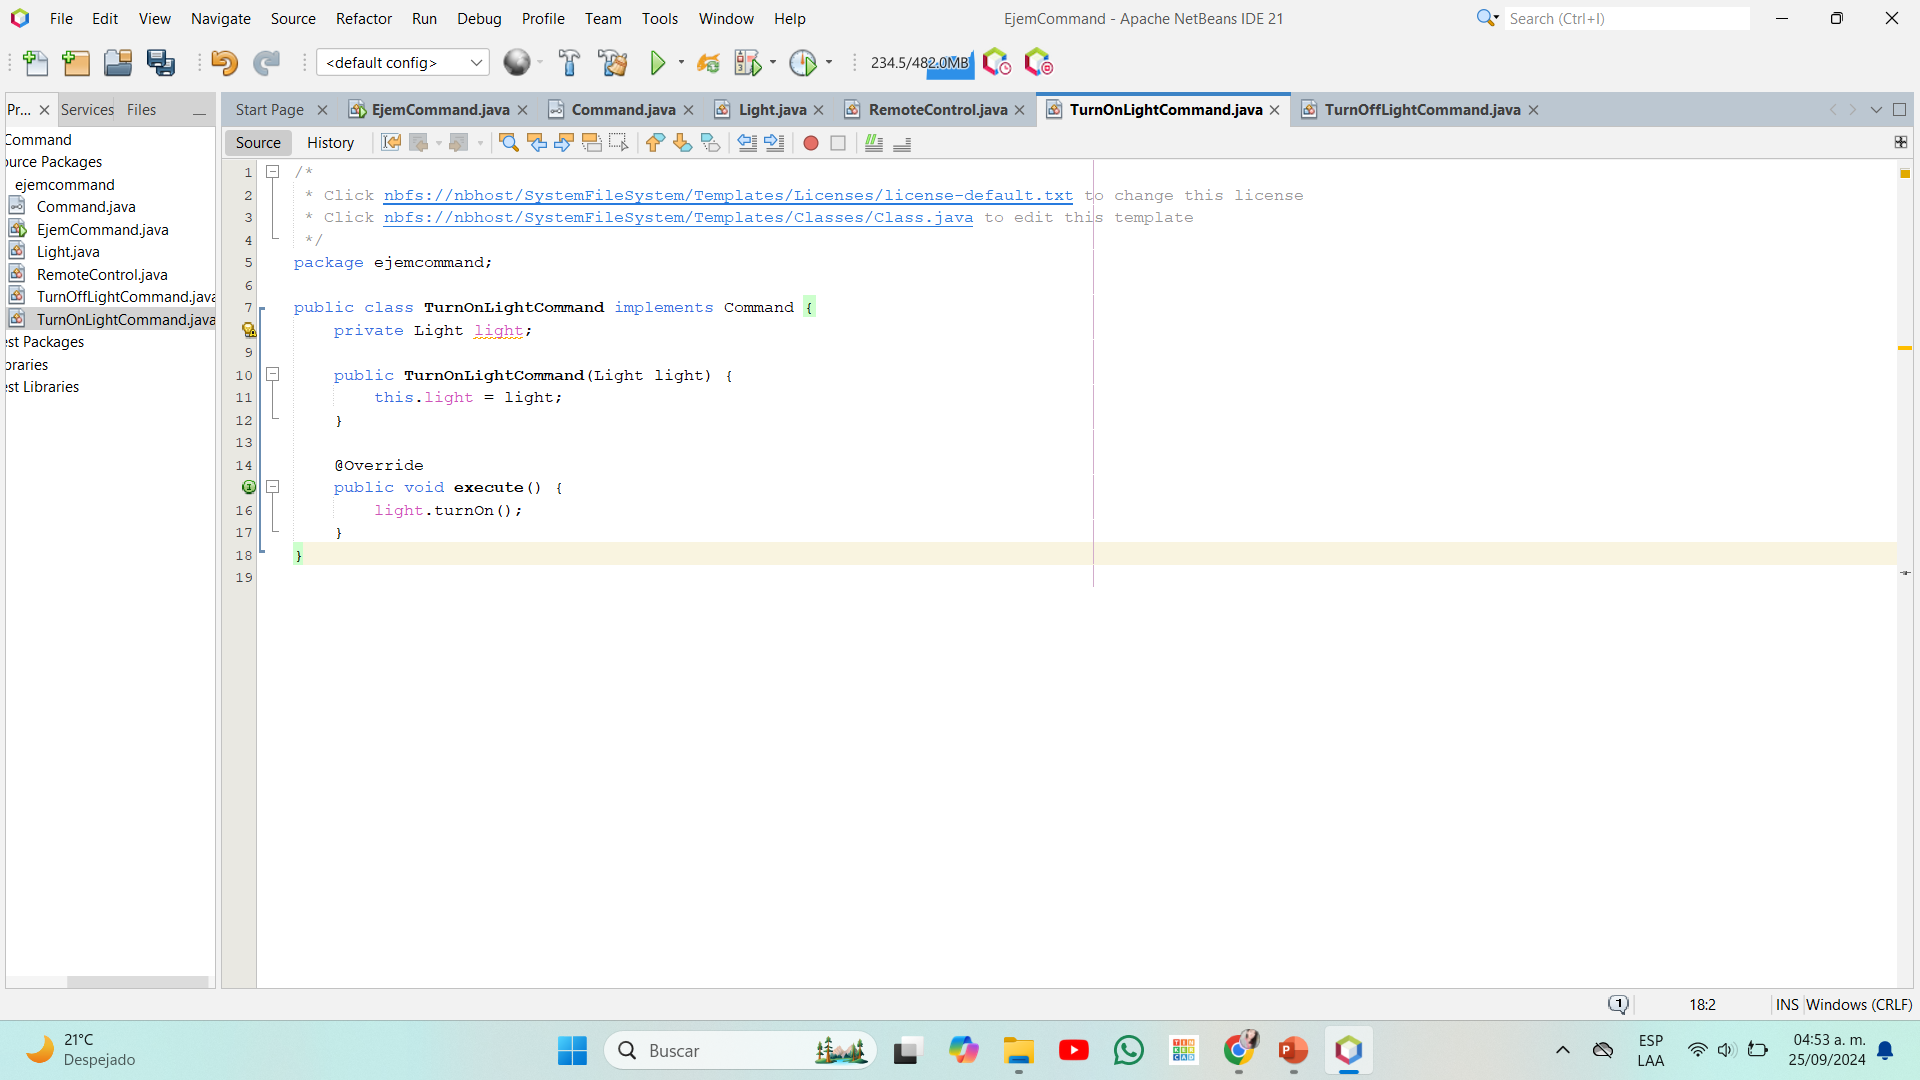 File Edit View Navigate Source Refactor Run Debug Profile Team Tools Window Help
EjemCommand - Apache NetBeans IDE 21
Search (Ctrl+I)
<default config>
234.5/482.0MB
Pr... Services Files
Start Page EjemCommand.java Command.java Light.java RemoteControl.java TurnOnLightCommand.java TurnOffLightCommand.java
Source History
Command
ource Packages
ejemcommand
Command.java
EjemCommand.java
Light.java
RemoteControl.java
TurnOffLightCommand.java
TurnOnLightCommand.java
est Packages
braries
est Libraries
1 /*
2  * Click nbfs://nbhost/SystemFileSystem/Templates/Licenses/license-default.txt to change this license
3  * Click nbfs://nbhost/SystemFileSystem/Templates/Classes/Class.java to edit this template
4  */
5 package ejemcommand;
6
7 public class TurnOnLightCommand implements Command {
    private Light light;
9
10     public TurnOnLightCommand(Light light) {
11         this.light = light;
12     }
13
14     @Override
    public void execute() {
16         light.turnOn();
17     }
18 }
19
1 18:2 INS Windows (CRLF)
21°C
Despejado
Buscar
ESP
LAA
04:53 a. m.
25/09/2024